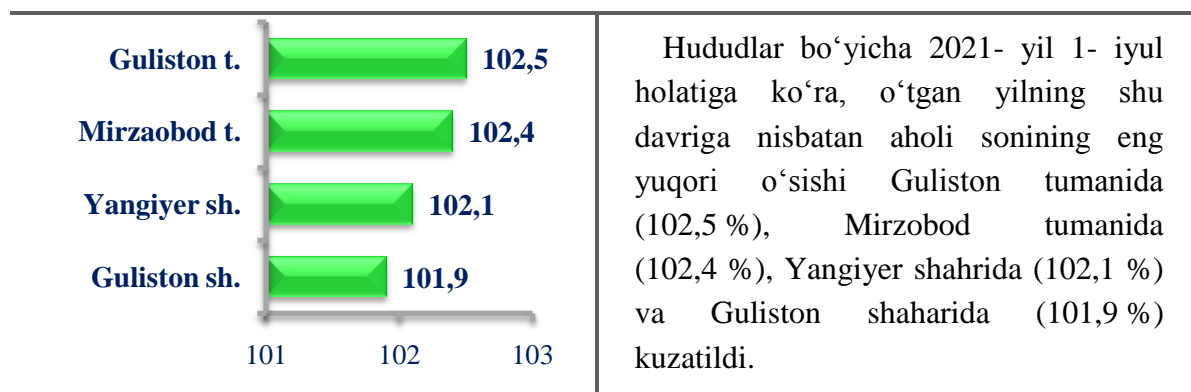 Guliston t.
102,5
Mirzaobod t.
102,4
Yangiyer sh.
102,1
Guliston sh.
101,9
101 102 103
Hududlar bo‘yicha 2021- yil 1- iyul
holatiga ko‘ra, o‘tgan yilning shu
davriga nisbatan aholi sonining eng
yuqori o‘sishi Guliston tumanida
(102,5 %), Mirzobod tumanida
(102,4 %), Yangiyer shahrida (102,1 %)
va Guliston shaharida (101,9 %)
kuzatildi.